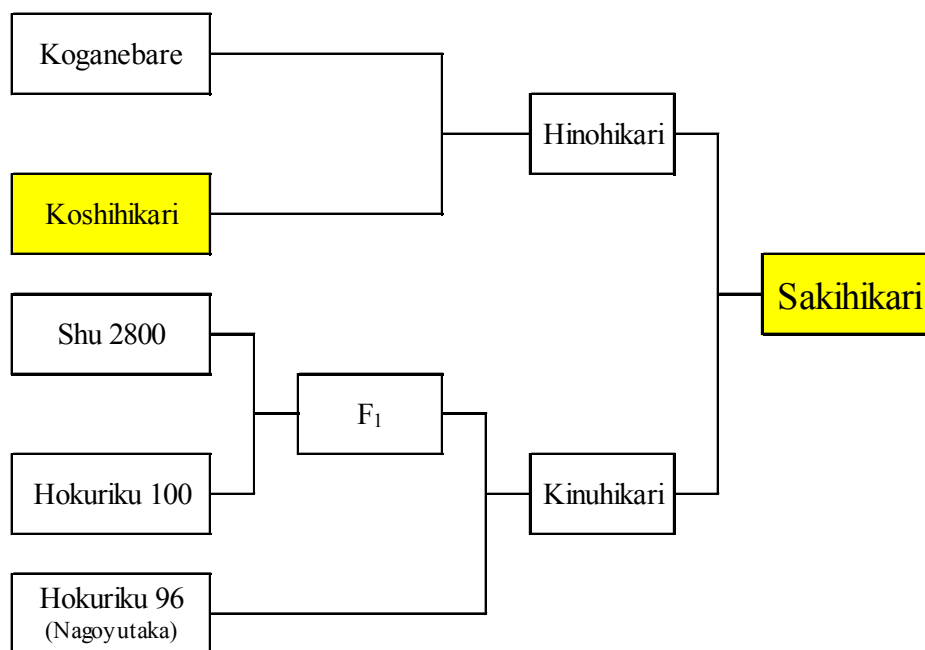 Koganebare
Hinohikari
Koshihikari
Sakihikari
Shu 2800
F₁
Hokuriku 100
Kinuhikari
Hokuriku 96
(Nagoyutaka)